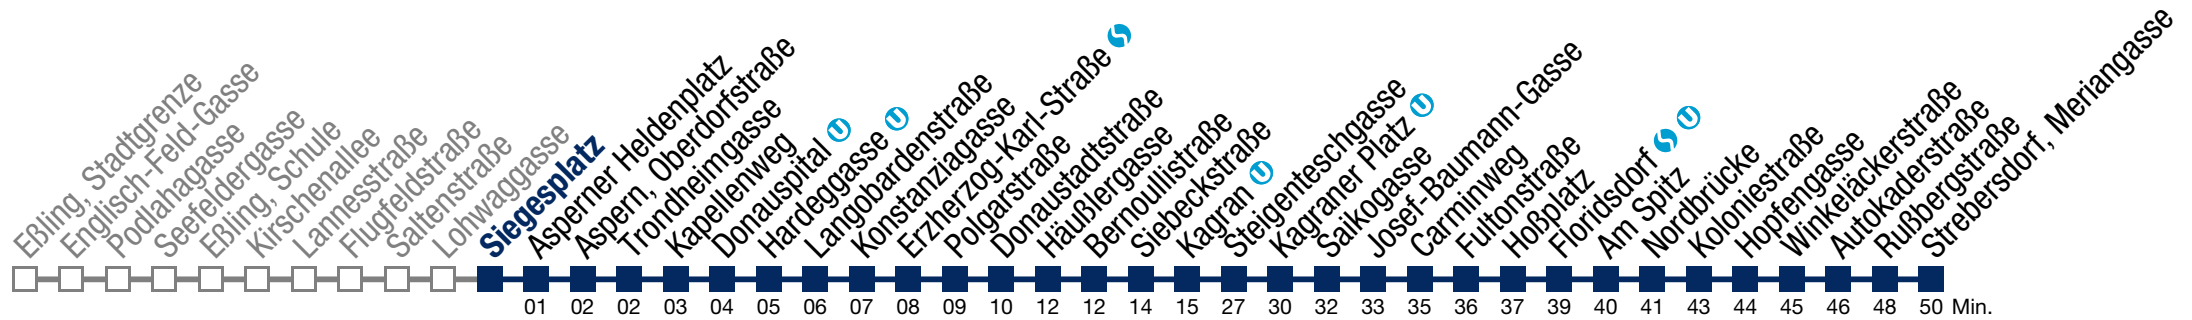 Eßling, Stadtgrenze
Englisch-Feld-Gasse
Podlahagasse
Seefeldergasse
Eßling, Schule
Kirschenallee
Lannesstraße
Flugfeldstraße
Saltenstraße
Lohwaggasse
Siegesplatz
Asperner Heldenplatz
Aspern, Oberdorfstraße
Trondheimgasse
Kapellenweg
Donauspital U
Hardeggasse U
Langobardenstraße
Konstanziagasse
Erzherzog-Karl-Straße S
Polgarstraße
Donaustadtstraße
Häußlergasse
Bernoullistraße
Siebeckstraße
Kagran U
Steigenteschgasse
Kagraner Platz U
Saikogasse
Josef-Baumann-Gasse
Carminweg
Fultonstraße
Hoßplatz
Floridsdorf S U
Am Spitz
Nordbrücke
Koloniestraße
Hopfengasse
Winkeläckerstraße
Autokaderstraße
Rußbergstraße
Strebersdorf, Meriangasse
01 02 02 03 04 05 06 07 08 09 10 12 12 14 15 27 30 32 33 35 36 37 39 40 41 43 44 45 46 48 50 Min.